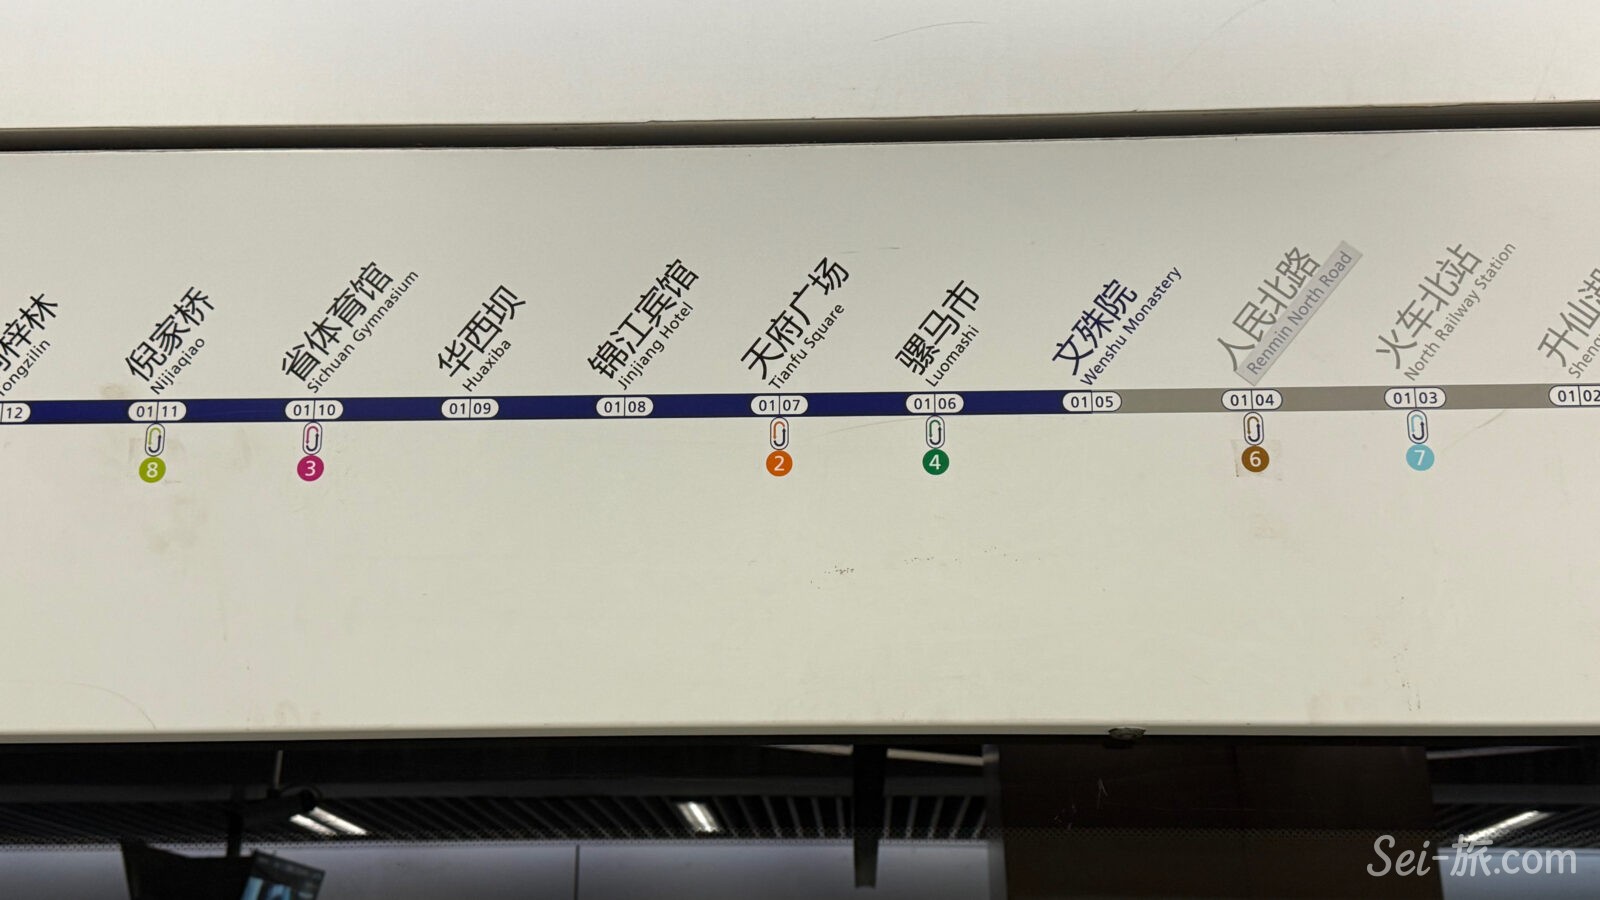 梓林
倪家桥
Nijiaqiao
省体育馆
Sichuan Gymnasium
华西坝
Huaxiba
锦江宾馆
Jinjiang Hotel
天府广场
Tianfu Square
骡马市
Luomashi
文殊院
Wenshu Monastery
人民北路
Renmin North Road
火车北站
North Railway Station
升仙湖
12
01 11
01 10
01 09
01 08
01 07
01 06
01 05
01 04
01 03
01 02
8
3
2
4
6
7
Sei-旅.com